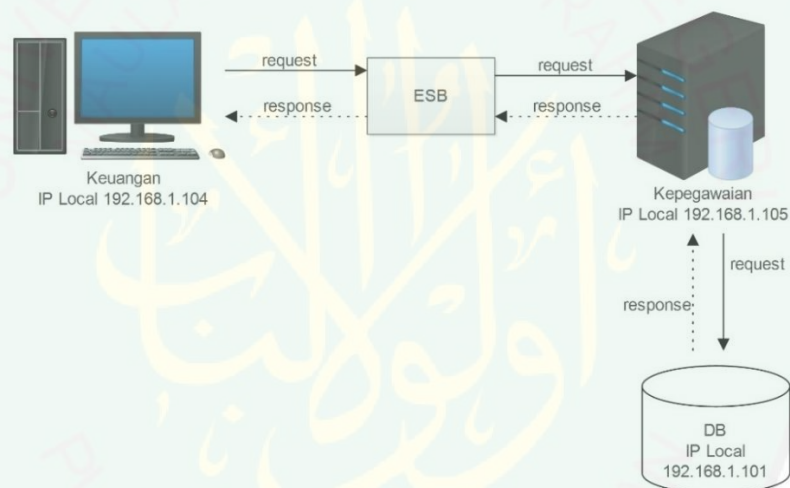 request
request
ESB
response
response
Keuangan
IP Local 192.168.1.104
Kepegawaian
IP Local 192.168.1.105
request
response
DB
IP Local
192.168.1.101